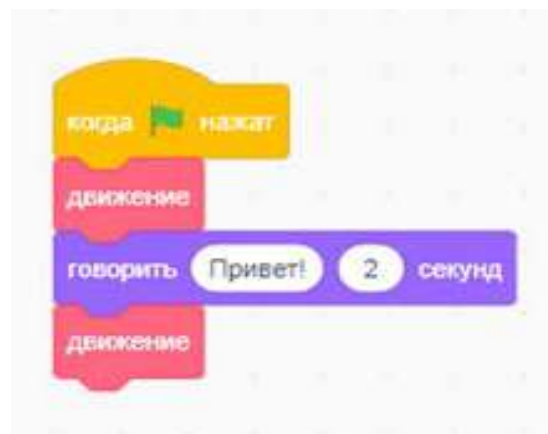 когда нажат
движение
говорить Привет! 2 секунд
движение